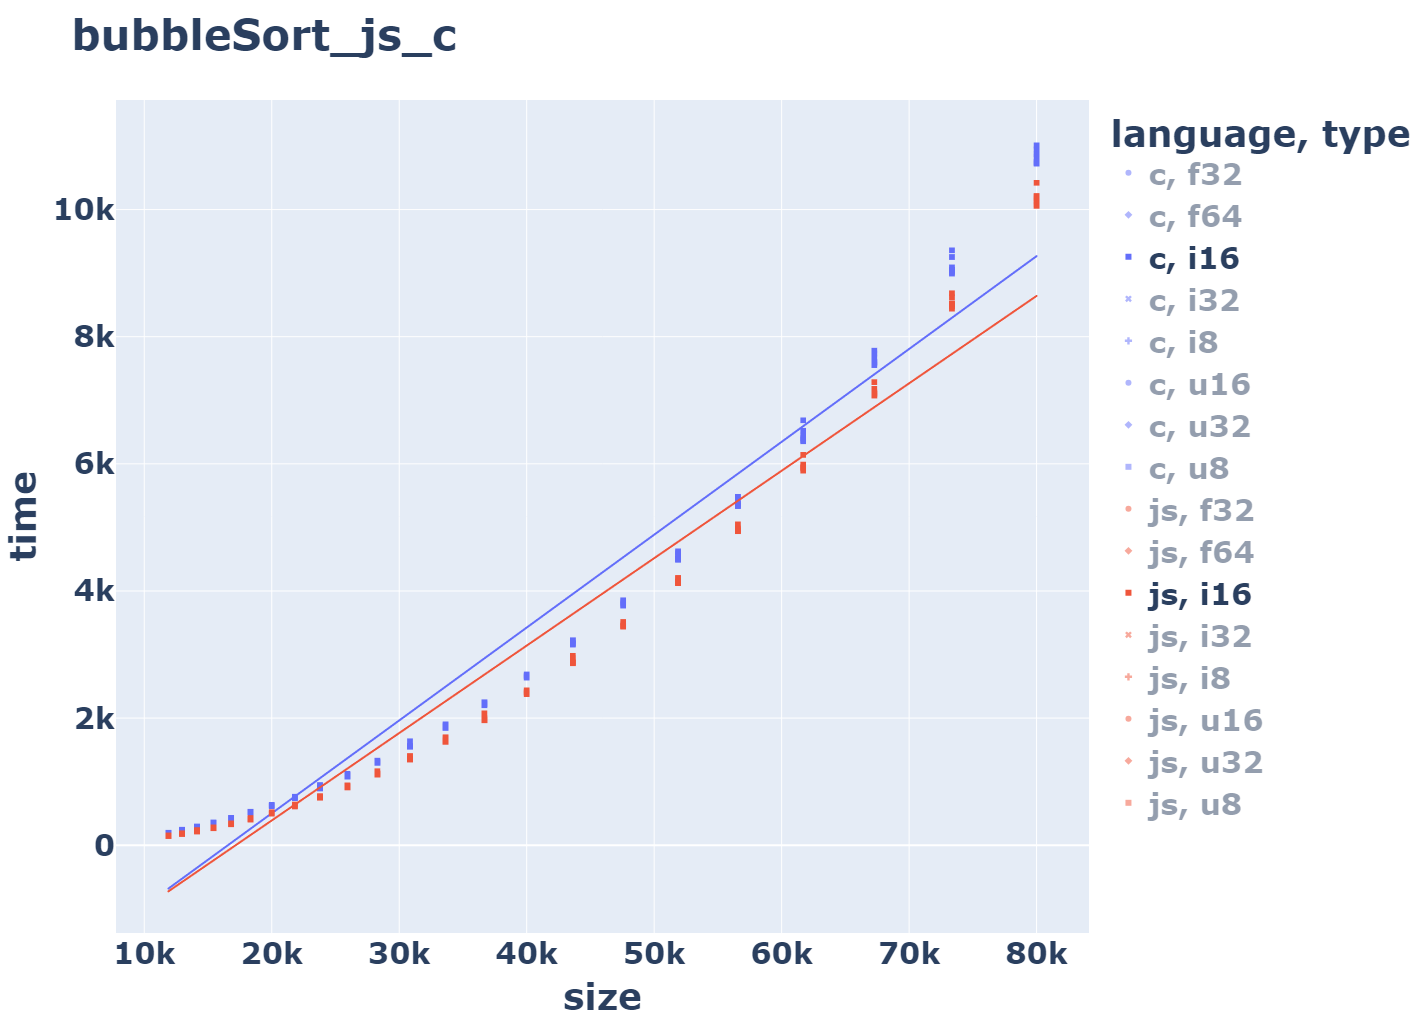 bubbleSort_js_c
language, type
c, f32
c, f64
c, i16
c, i32
c, i8
c, u16
c, u32
c, u8
js, f32
js, f64
js, i16
js, i32
js, i8
js, u16
js, u32
js, u8
time
10k
8k
6k
4k
2k
0
10k 20k 30k 40k 50k 60k 70k 80k
size